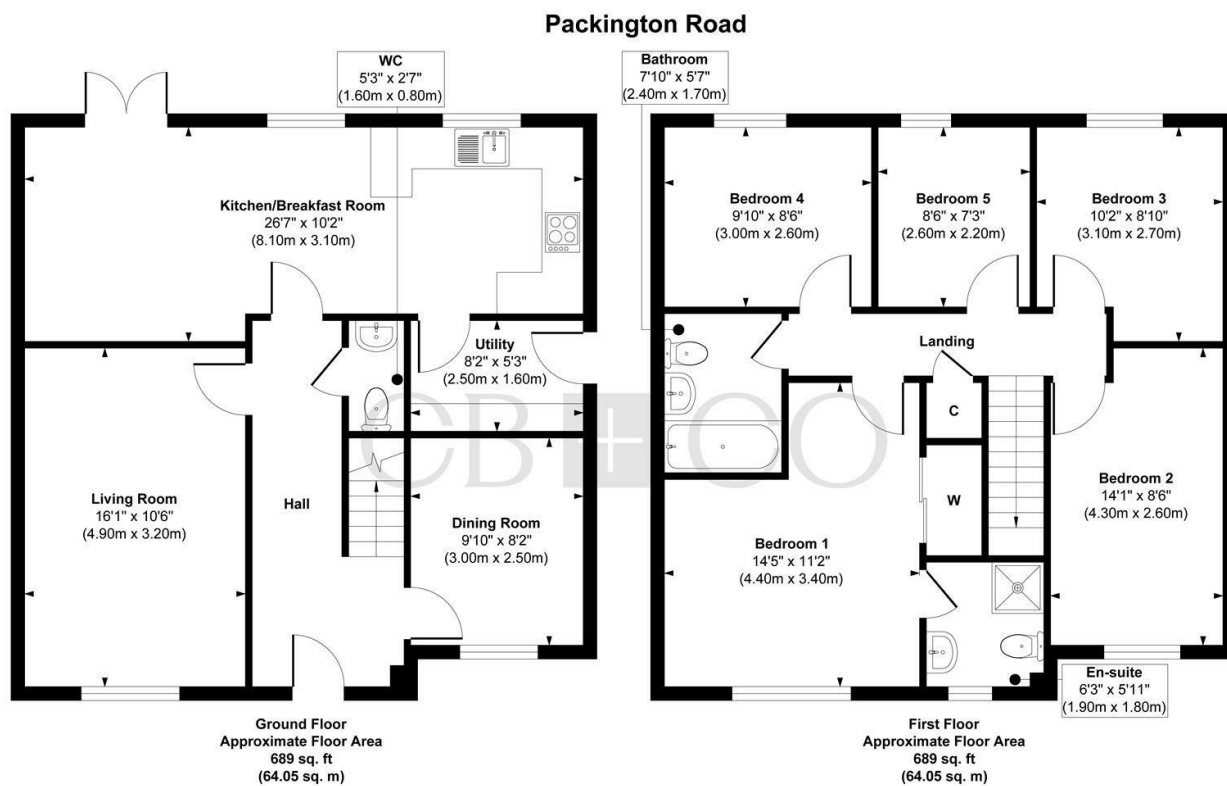 Packington Road
WC
5'3" x 2'7"
(1.60m x 0.80m)
Kitchen/Breakfast Room
26'7" x 10'2"
(8.10m x 3.10m)
Utility
8'2" x 5'3"
(2.50m x 1.60m)
Living Room
16'1" x 10'6"
(4.90m x 3.20m)
Hall
Dining Room
9'10" x 8'2"
(3.00m x 2.50m)
Ground Floor
Approximate Floor Area
689 sq. ft
(64.05 sq. m)
Bathroom
7'10" x 5'7"
(2.40m x 1.70m)
Bedroom 4
9'10" x 8'6"
(3.00m x 2.60m)
Bedroom 5
8'6" x 7'3"
(2.60m x 2.20m)
Bedroom 3
10'2" x 8'10"
(3.10m x 2.70m)
Landing
C
W
Bedroom 1
14'5" x 11'2"
(4.40m x 3.40m)
Bedroom 2
14'1" x 8'6"
(4.30m x 2.60m)
En-suite
6'3" x 5'11"
(1.90m x 1.80m)
First Floor
Approximate Floor Area
689 sq. ft
(64.05 sq. m)
CB+CO